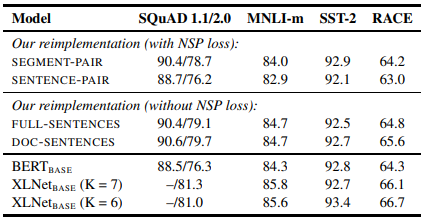 Model SQuAD 1.1/2.0 MNLI-m SST-2 RACE
Our reimplementation (with NSP loss):
SEGMENT-PAIR 90.4/78.7 84.0 92.9 64.2
SENTENCE-PAIR 88.7/76.2 82.9 92.1 63.0
Our reimplementation (without NSP loss):
FULL-SENTENCES 90.4/79.1 84.7 92.5 64.8
DOC-SENTENCES 90.6/79.7 84.7 92.7 65.6
BERTBASE 88.5/76.3 84.3 92.8 64.3
XLNetBASE (K = 7) –/81.3 85.8 92.7 66.1
XLNetBASE (K = 6) –/81.0 85.6 93.4 66.7